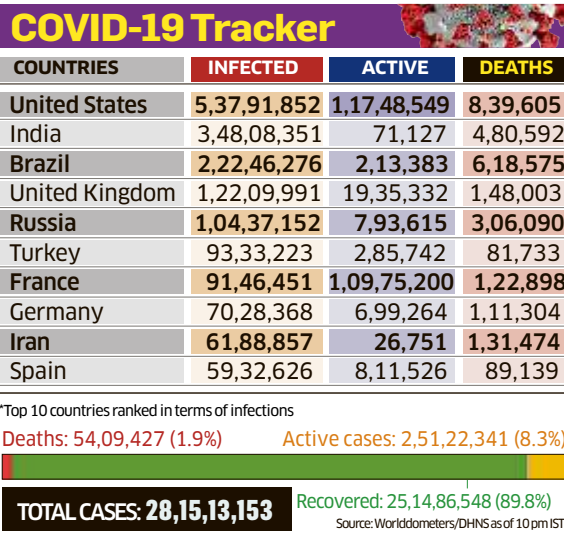 COVID-19 Tracker
COUNTRIES INFECTED ACTIVE DEATHS
United States 5,37,91,852 1,17,48,549 8,39,605
India 3,48,08,351 71,127 4,80,592
Brazil 2,22,46,276 2,13,383 6,18,575
United Kingdom 1,22,09,991 19,35,332 1,48,003
Russia 1,04,37,152 7,93,615 3,06,090
Turkey 93,33,223 2,85,742 81,733
France 91,46,451 1,09,75,200 1,22,898
Germany 70,28,368 6,99,264 1,11,304
Iran 61,88,857 26,751 1,31,474
Spain 59,32,626 8,11,526 89,139
*Top 10 countries ranked in terms of infections
Deaths: 54,09,427 (1.9%) Active cases: 2,51,22,341 (8.3%)
TOTAL CASES: 28,15,13,153 Recovered: 25,14,86,548 (89.8%)
Source: Worlddometers/DHNS as of 10 pm IST